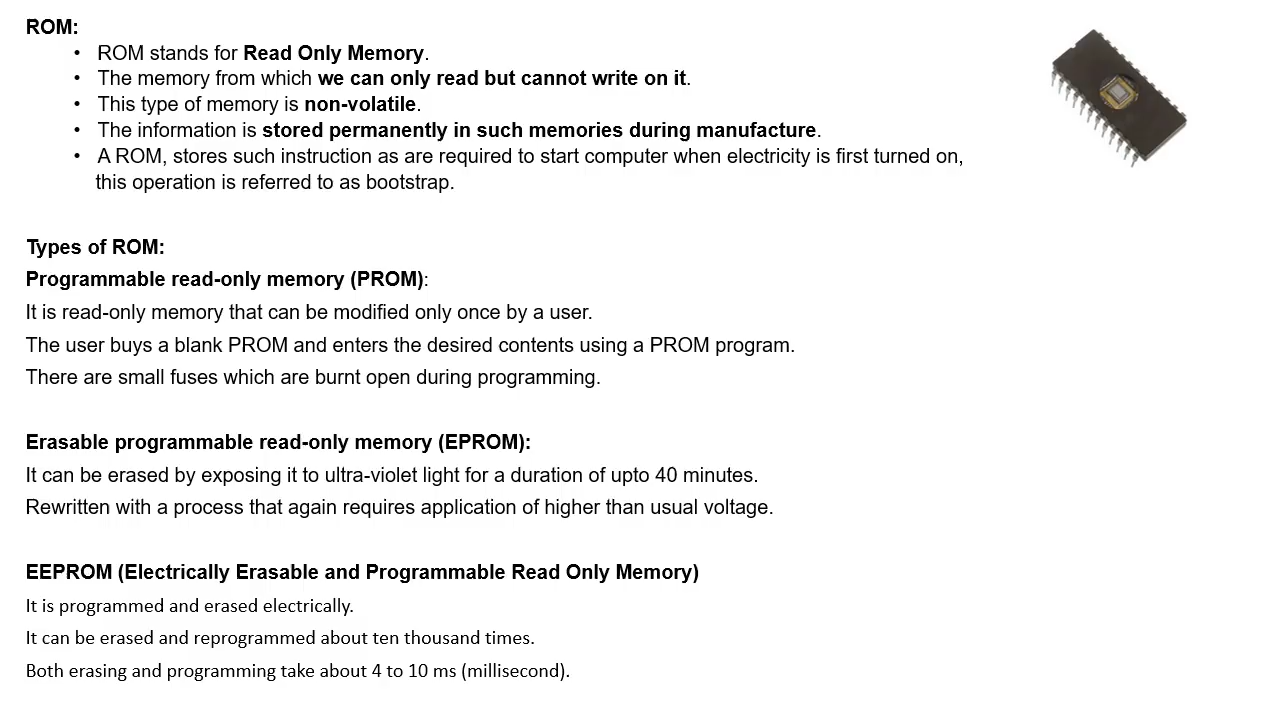 ROM:
• ROM stands for Read Only Memory.
• The memory from which we can only read but cannot write on it.
• This type of memory is non-volatile.
• The information is stored permanently in such memories during manufacture.
• A ROM, stores such instruction as are required to start computer when electricity is first turned on,
this operation is referred to as bootstrap.
Types of ROM:
Programmable read-only memory (PROM):
It is read-only memory that can be modified only once by a user.
The user buys a blank PROM and enters the desired contents using a PROM program.
There are small fuses which are burnt open during programming.
Erasable programmable read-only memory (EPROM):
It can be erased by exposing it to ultra-violet light for a duration of upto 40 minutes.
Rewritten with a process that again requires application of higher than usual voltage.
EEPROM (Electrically Erasable and Programmable Read Only Memory)
It is programmed and erased electrically.
It can be erased and reprogrammed about ten thousand times.
Both erasing and programming take about 4 to 10 ms (millisecond).